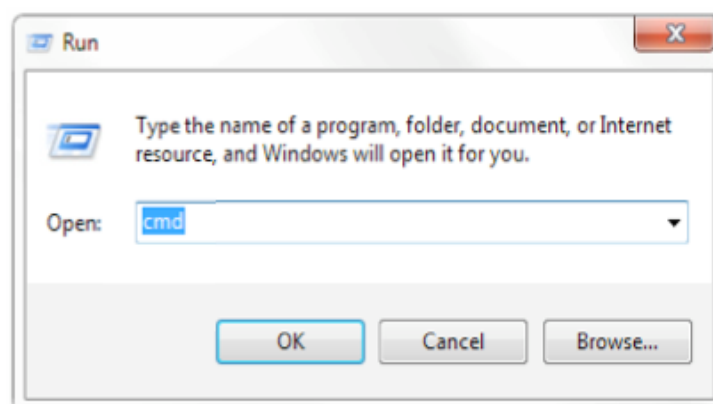 Run
Type the name of a program, folder, document, or Internet
resource, and Windows will open it for you.
Open: cmd
OK Cancel Browse...